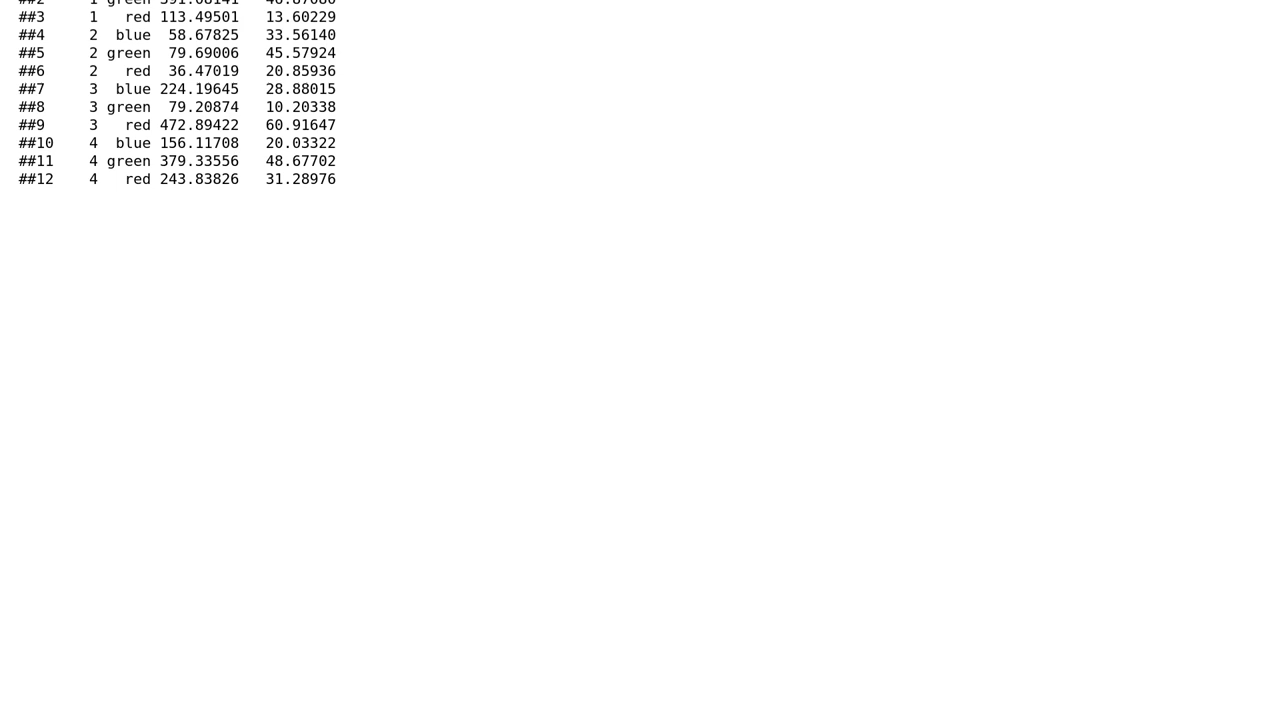 ##3     1   red 113.49501   13.60229
##4     2  blue  58.67825   33.56140
##5     2 green  79.69006   45.57924
##6     2   red  36.47019   20.85936
##7     3  blue 224.19645   28.88015
##8     3 green  79.20874   10.20338
##9     3   red 472.89422   60.91647
##10    4  blue 156.11708   20.03322
##11    4 green 379.33556   48.67702
##12    4   red 243.83826   31.28976